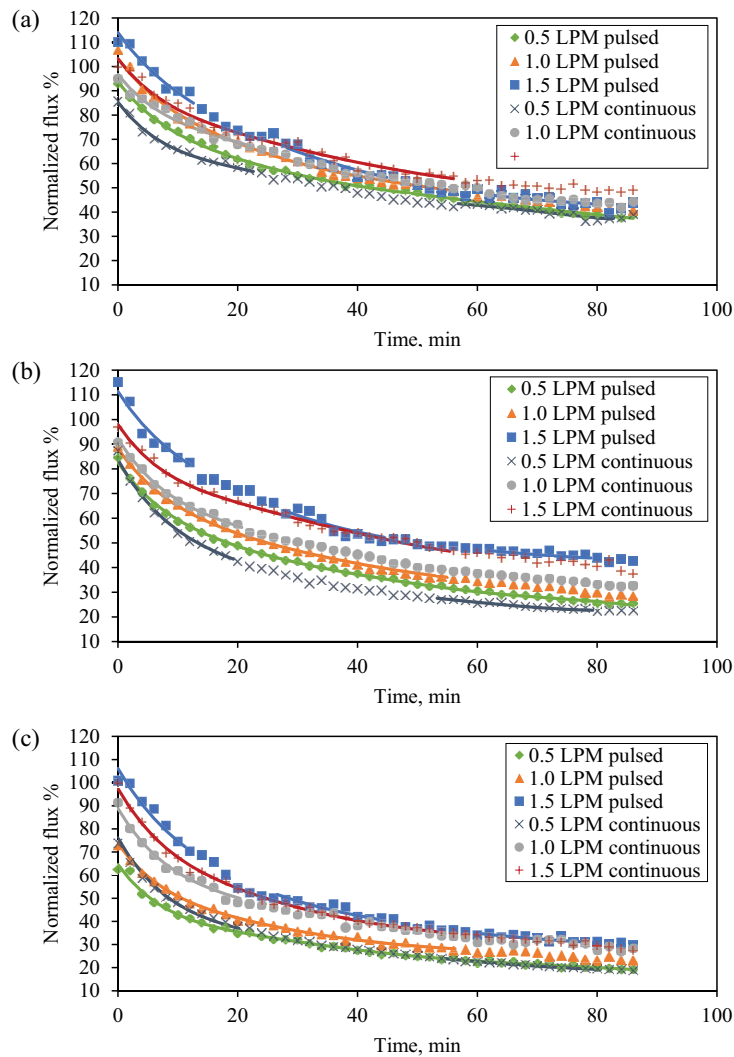 (a)
120
110
100
90
80
70
60
50
40
30
20
10
Normalized flux %
0.5 LPM pulsed
1.0 LPM pulsed
1.5 LPM pulsed
0.5 LPM continuous
1.0 LPM continuous
0 20 40 60 80 100
Time, min
(b)
120
110
100
90
80
70
60
50
40
30
20
10
Normalized flux %
0.5 LPM pulsed
1.0 LPM pulsed
1.5 LPM pulsed
0.5 LPM continuous
1.0 LPM continuous
1.5 LPM continuous
0 20 40 60 80 100
Time, min
(c)
120
110
100
90
80
70
60
50
40
30
20
10
Normalized flux %
0.5 LPM pulsed
1.0 LPM pulsed
1.5 LPM pulsed
0.5 LPM continuous
1.0 LPM continuous
1.5 LPM continuous
0 20 40 60 80 100
Time, min